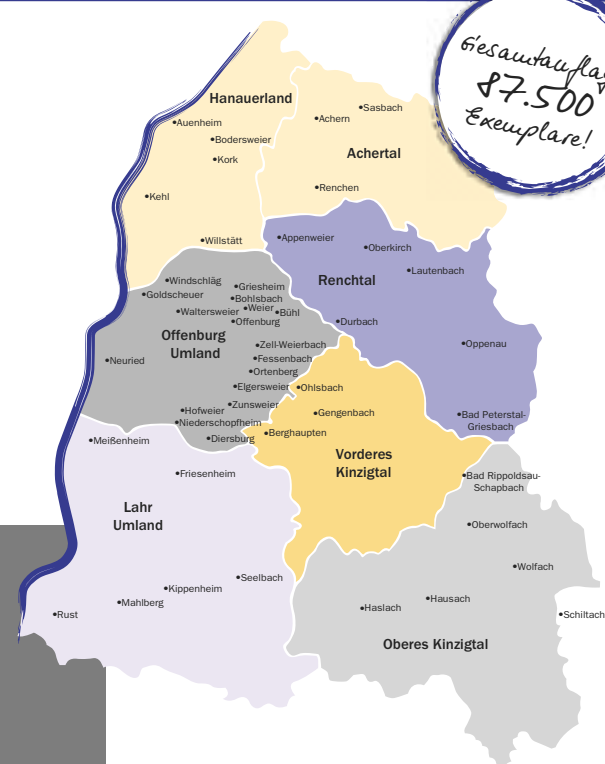 Gesamtauflag
87.500
Exemplare!
Hanauerland
•Auenheim
•Bodersweier
•Kork
•Kehl
•Willstätt
•Sasbach
•Achern
Achertal
•Renchen
•Appenweier
•Oberkirch
•Lautenbach
Renchtal
•Durbach
•Oppenau
•Bad Peterstal-
Griesbach
•Windschläg
•Goldscheuer
•Griesheim
•Bohlsbach
•Weier
•Bühl
•Waltersweier
•Offenburg
Offenburg
Umland
•Zell-Weierbach
•Fessenbach
•Ortenberg
•Neuried
•Elgersweier
•Ohlsbach
•Zunsweier
•Hofweier
•Niederschopfheim
•Diersburg
•Gengenbach
•Berghaupten
Vorderes
Kinzigtal
•Meißenheim
•Friesenheim
Lahr
Umland
•Seelbach
•Kippenheim
•Mahlberg
•Rust
•Bad Rippoldsau-
Schapbach
•Oberwolfach
•Wolfach
•Hausach
•Haslach
•Schiltach
Oberes Kinzigtal